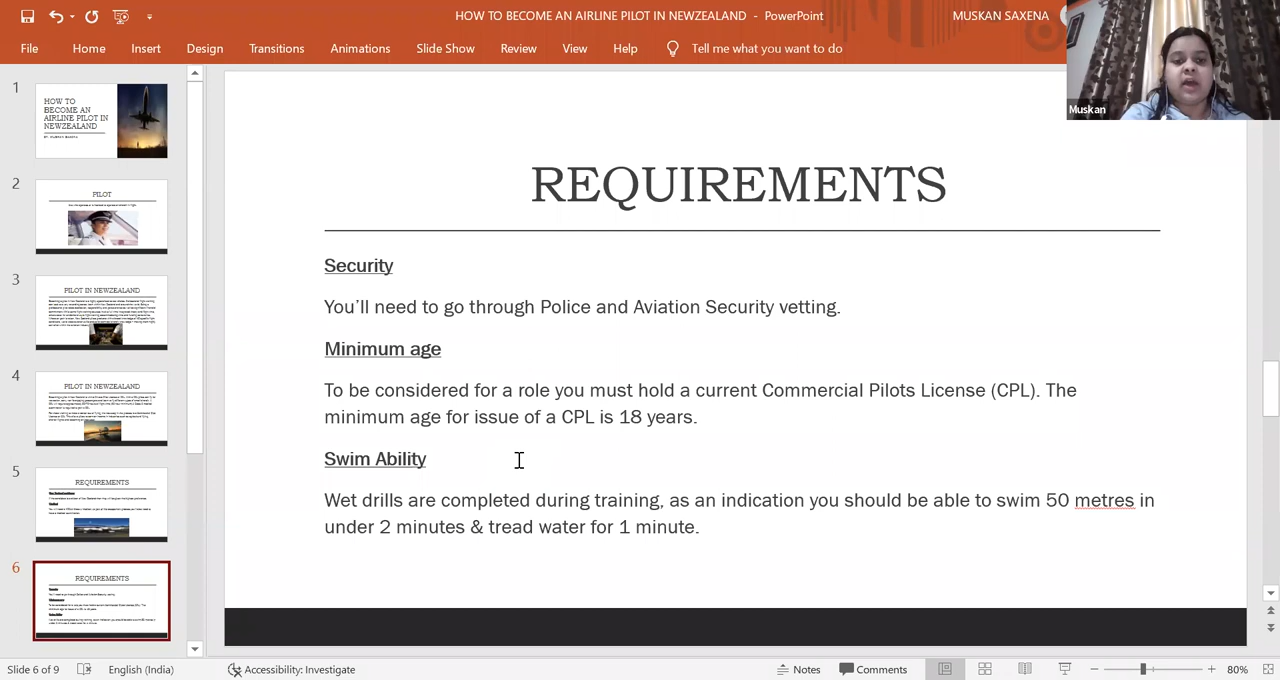 HOW TO BECOME AN AIRLINE PILOT IN NEWZEALAND - PowerPoint
MUSKAN SAXENA
File Home Insert Design Transitions Animations Slide Show Review View Help Tell me what you want to do
Muskan
1
HOW TO
BECOME AN
AIRLINE PILOT IN
NEWZEALAND
2
PILOT
3
PILOT IN NEWZEALAND
4
PILOT IN NEWZEALAND
5
REQUIREMENTS
6
REQUIREMENTS
REQUIREMENTS
Security
You’ll need to go through Police and Aviation Security vetting.
Minimum age
To be considered for a role you must hold a current Commercial Pilots License (CPL). The
minimum age for issue of a CPL is 18 years.
Swim Ability
Wet drills are completed during training, as an indication you should be able to swim 50 metres in
under 2 minutes & tread water for 1 minute.
Slide 6 of 9 English (India) Accessibility: Investigate Notes Comments 80%